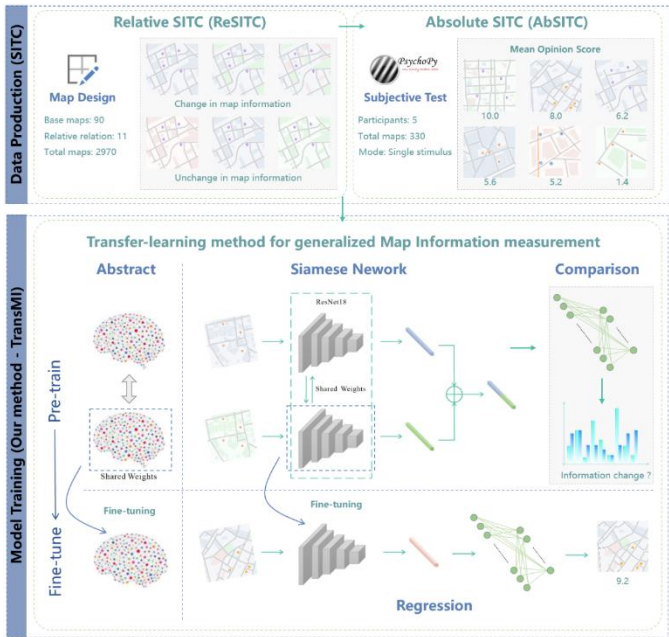 Data Production (SITC)
Relative SITC (ReSITC)
Map Design
Base maps: 90
Relative relation: 11
Total maps: 2970
Change in map information
Unchange in map information
Absolute SITC (AbSITC)
PsychoPy
Subjective Test
Participants: 5
Total maps: 330
Mode: Single stimulus
Mean Opinion Score
10.0
8.0
6.2
5.6
5.2
1.4
Model Training (Our method - TransMI)
Transfer-learning method for generalized Map Information measurement
Abstract
Siamese Nework
Comparison
Pre-train
Fine-tune
Shared Weights
Fine-tuning
ResNet18
Shared Weights
Information change ?
Fine-tuning
9.2
Regression